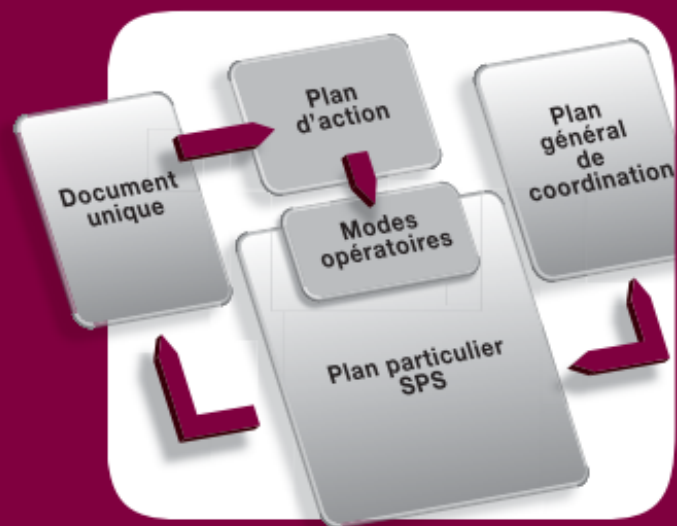 Document
unique
Plan
d'action
Plan
général
de
coordination
Modes
opératoires
Plan particulier
SPS